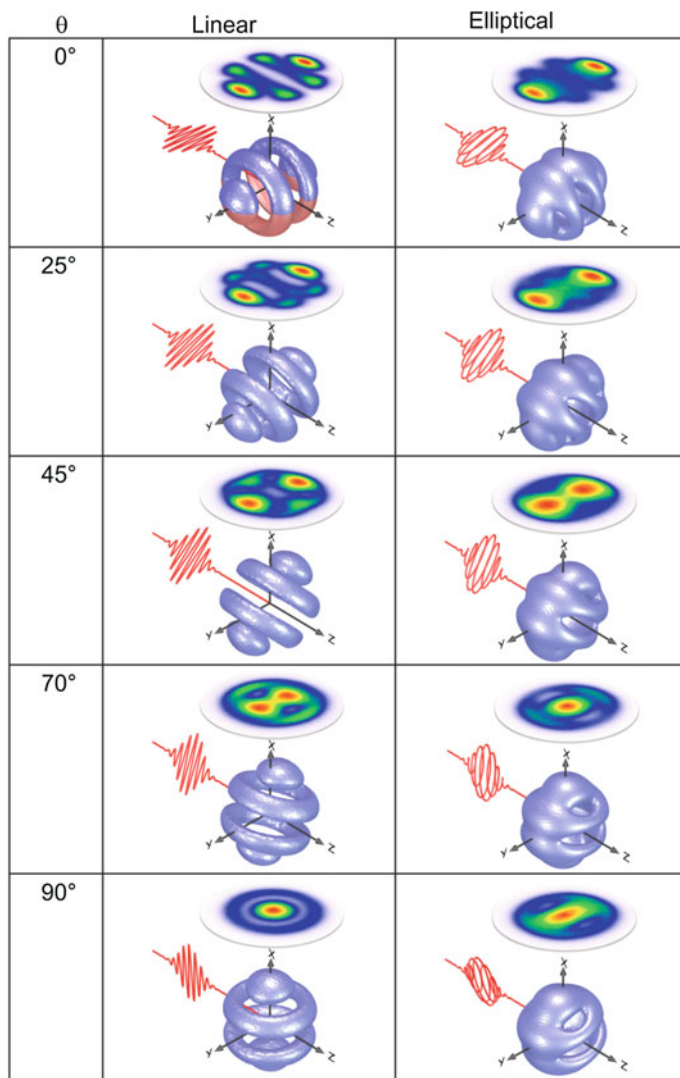 θ Linear Elliptical
0°
X X
Y Z Y Z
25°
X X
Y Z Y Z
45°
X X
Y Z Y Z
70°
X X
Y Z Y Z
90°
X X
Y Z Y Z